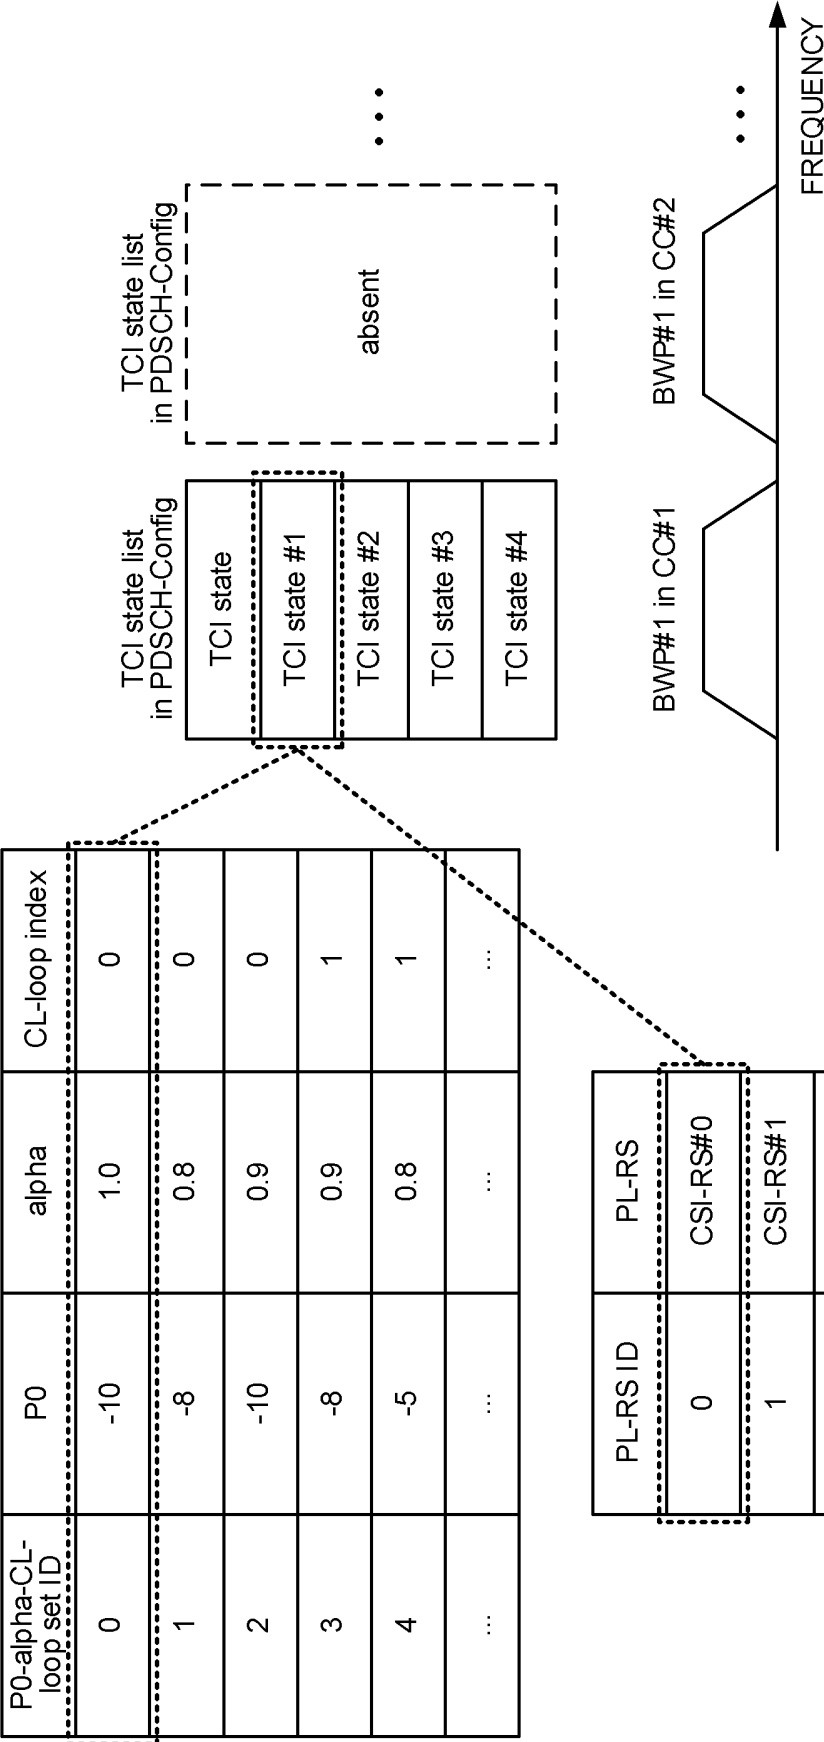 P0-alpha-CL-
loop set ID
P0
alpha
CL-loop index
0
-10
1.0
0
1
-8
0.8
0
2
-10
0.9
0
3
-8
0.9
1
4
-5
0.8
1
...
...
...
...
PL-RS ID
PL-RS
0
CSI-RS#0
1
CSI-RS#1
TCI state list
in PDSCH-Config
TCI state
TCI state #1
TCI state #2
TCI state #3
TCI state #4
TCI state list
in PDSCH-Config
absent
BWP#1 in CC#1
BWP#1 in CC#2
FREQUENCY